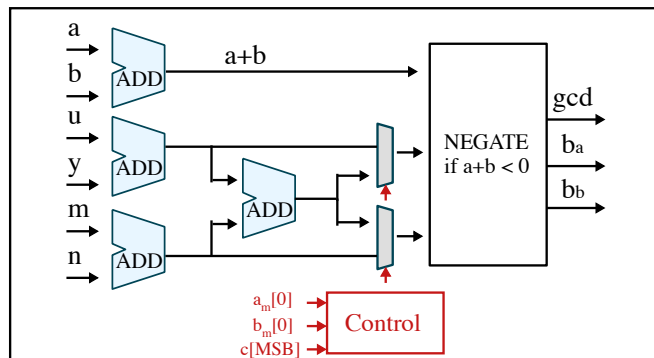 a
b
ADD
a+b
u
y
ADD
m
n
ADD
ADD
NEGATE
if a+b < 0
gcd
ba
bb
am[0]
bm[0]
c[MSB]
Control